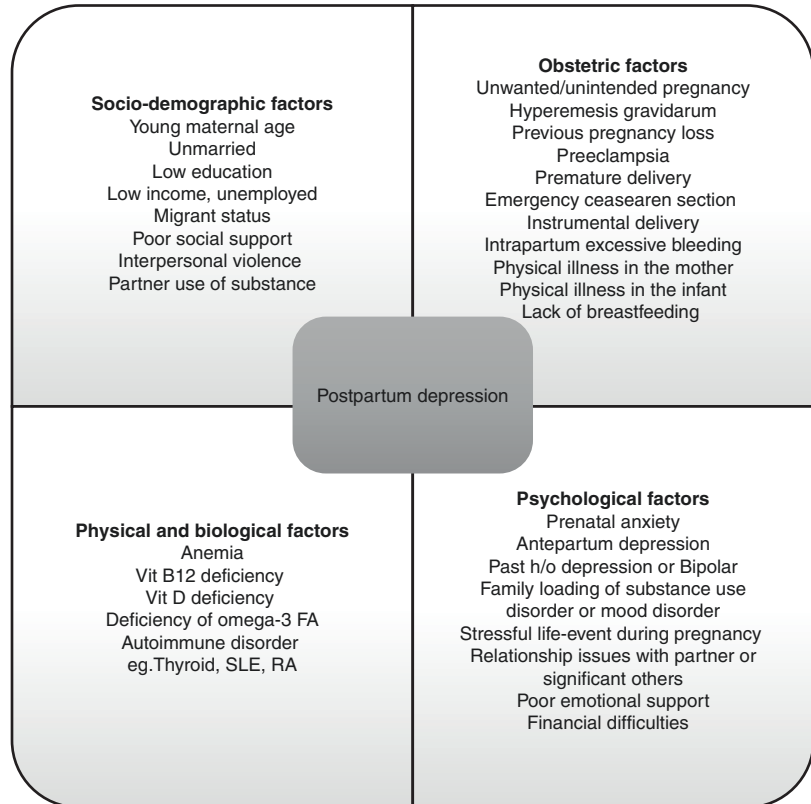 Socio-demographic factors
Young maternal age
Unmarried
Low education
Low income, unemployed
Migrant status
Poor social support
Interpersonal violence
Partner use of substance
Obstetric factors
Unwanted/unintended pregnancy
Hyperemesis gravidarum
Previous pregnancy loss
Preeclampsia
Premature delivery
Emergency ceasearen section
Instrumental delivery
Intrapartum excessive bleeding
Physical illness in the mother
Physical illness in the infant
Lack of breastfeeding
Postpartum depression
Physical and biological factors
Anemia
Vit B12 deficiency
Vit D deficiency
Deficiency of omega-3 FA
Autoimmune disorder
eg.Thyroid, SLE, RA
Psychological factors
Prenatal anxiety
Antepartum depression
Past h/o depression or Bipolar
Family loading of substance use
disorder or mood disorder
Stressful life-event during pregnancy
Relationship issues with partner or
significant others
Poor emotional support
Financial difficulties